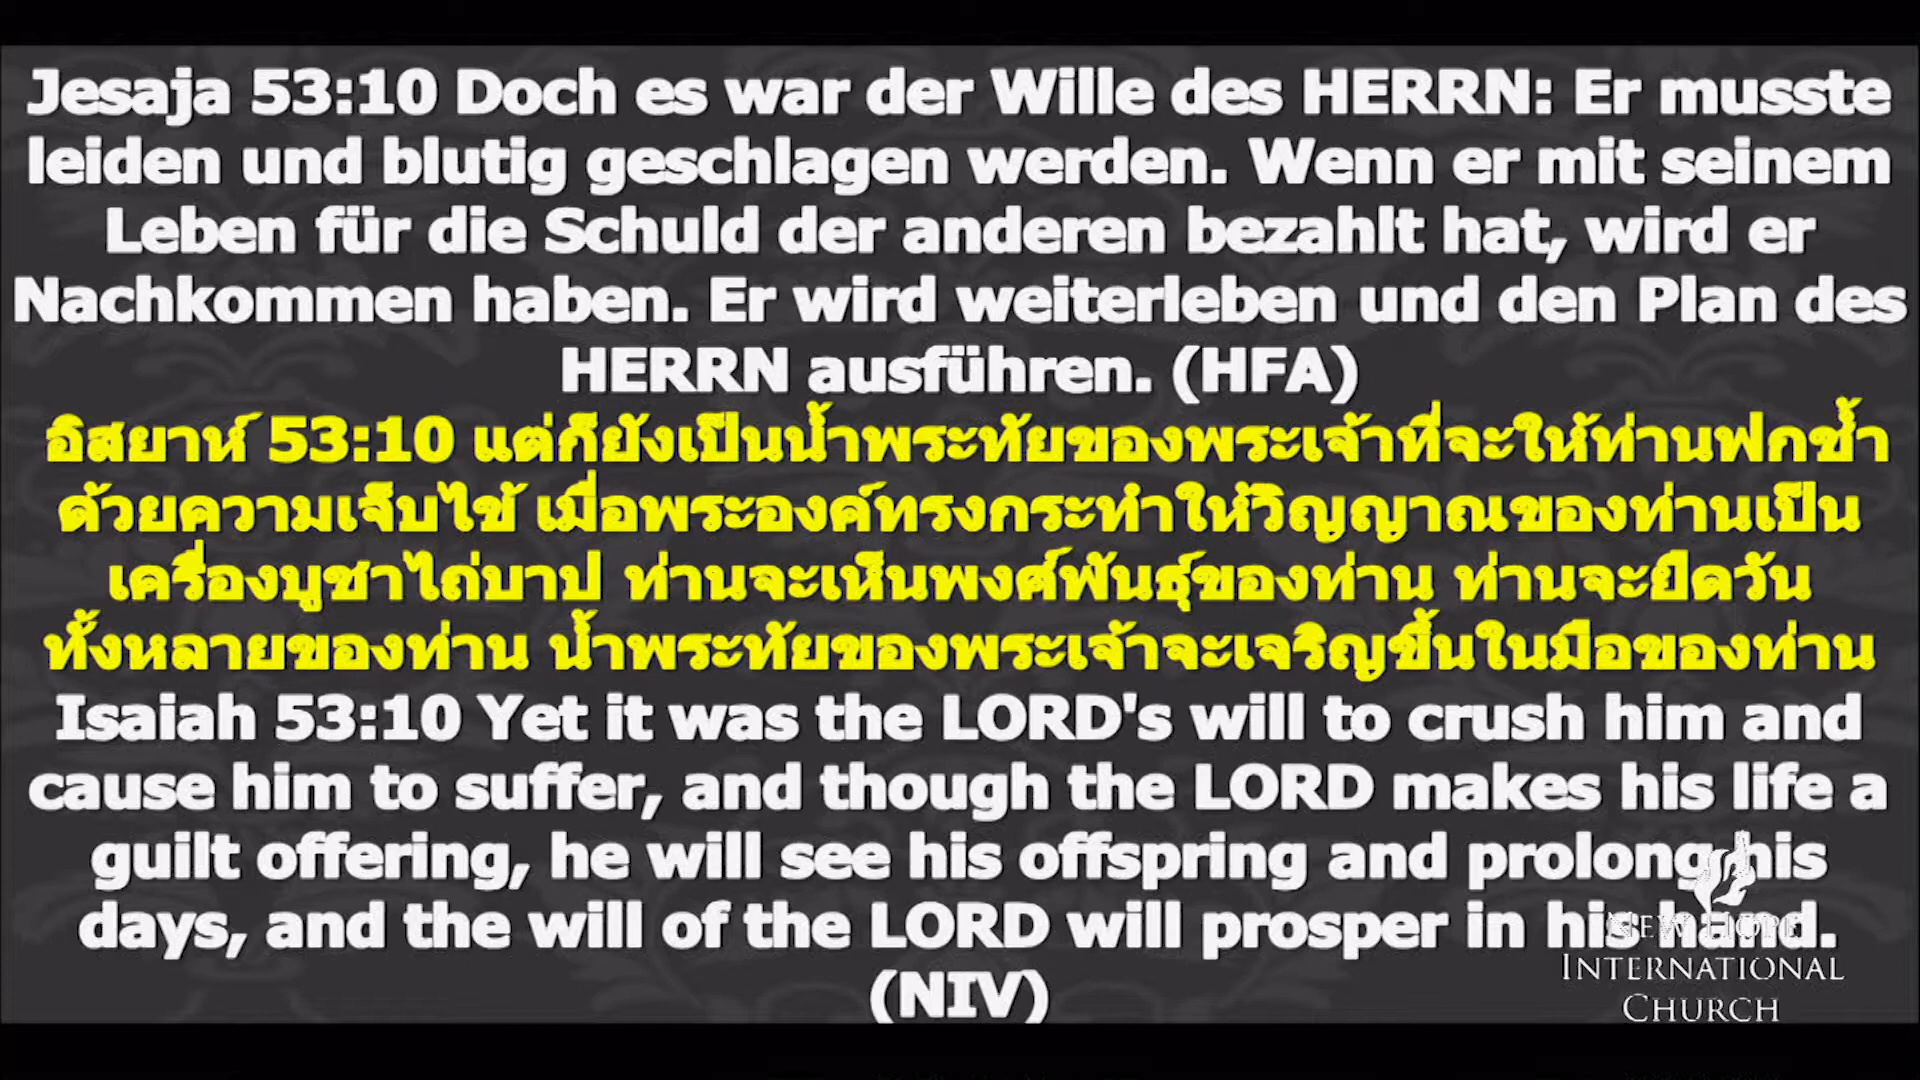 Jesaja 53:10 Doch es war der Wille des HERRN: Er musste
leiden und blutig geschlagen werden. Wenn er mit seinem
Leben für die Schuld der anderen bezahlt hat, wird er
Nachkommen haben. Er wird weiterleben und den Plan des
HERRN ausführen. (HFA)
อิสยาห์ 53:10 แต่ก็ยังเป็นน้ำพระทัยของพระเจ้าที่จะให้ท่านฟกช้ำ
ด้วยความเจ็บไข้ เมื่อพระองค์ทรงกระทำให้วิญญาณของท่านเป็น
เครื่องบูชาไถ่บาป ท่านจะเห็นพงศ์พันธุ์ของท่าน ท่านจะยืดวัน
ทั้งหลายของท่าน น้ำพระทัยของพระเจ้าจะเจริญขึ้นในมือของท่าน
Isaiah 53:10 Yet it was the LORD's will to crush him and
cause him to suffer, and though the LORD makes his life a
guilt offering, he will see his offspring and prolong his
days, and the will of the LORD will prosper in his hand.
(NIV)
NEW HOPE
INTERNATIONAL
CHURCH